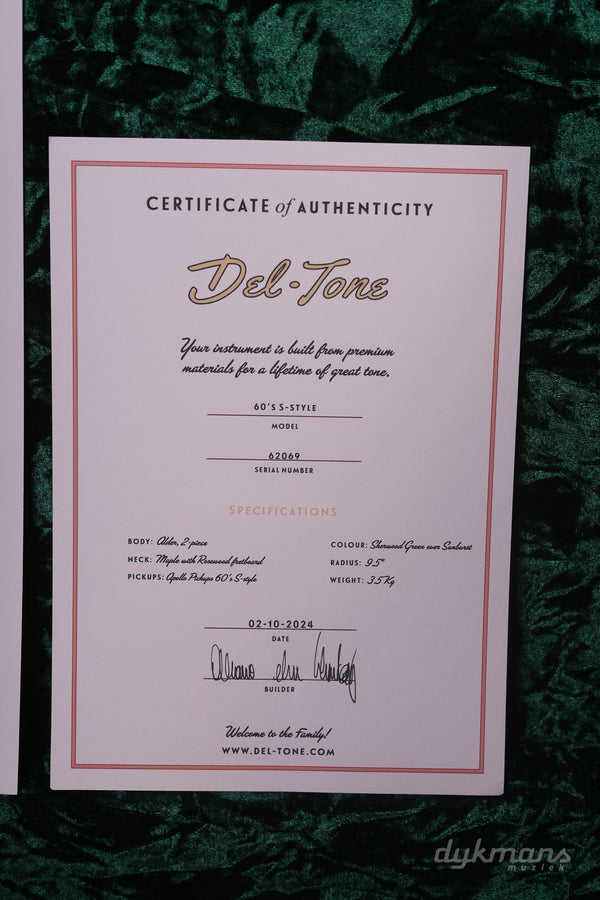 CERTIFICATE of AUTHENTICITY
Del-Tone
Your instrument is built from premium
materials for a lifetime of great tone.
60'S S-STYLE
MODEL
62069
SERIAL NUMBER
SPECIFICATIONS
BODY: Alder, 2-piece
NECK: Maple with Rosewood fretboard
PICKUPS: Apollo Pickups 60's S-style
COLOUR: Sherwood Green over Sunburst
RADIUS: 9.5"
WEIGHT: 3.5 Kg
02-10-2024
DATE
BUILDER
Welcome to the Family!
WWW.DEL-TONE.COM
dykmans
muziek